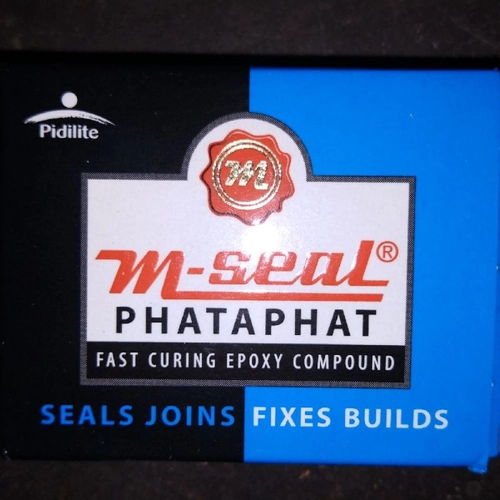 Pidilite
M
m-seal®
PHATAPHAT
FAST CURING EPOXY COMPOUND
SEALS JOINS FIXES BUILDS